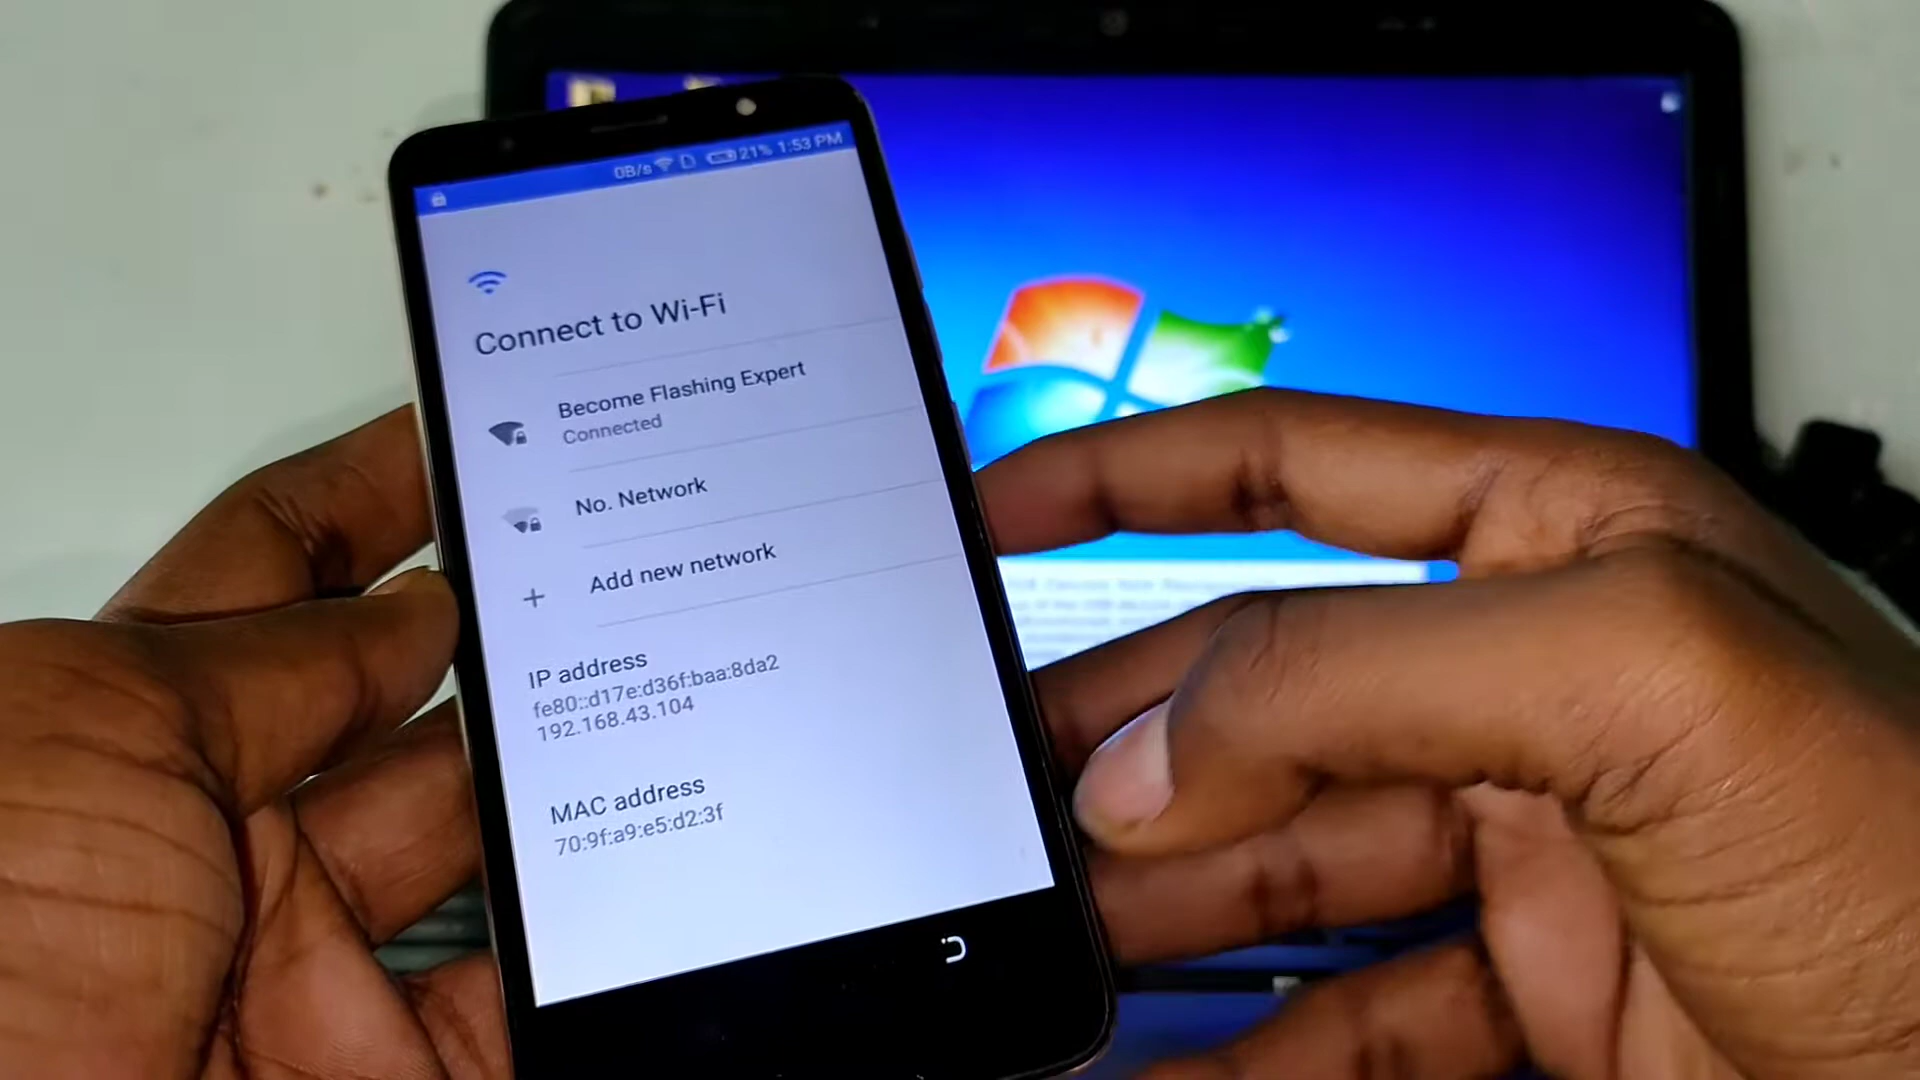 0B/s 21% 1:53 PM
Connect to Wi-Fi
Become Flashing Expert
Connected
No. Network
Add new network
IP address
fe80::d17e:d36f:baa:8da2
192.168.43.104
MAC address
70:9f:a9:e5:d2:3f